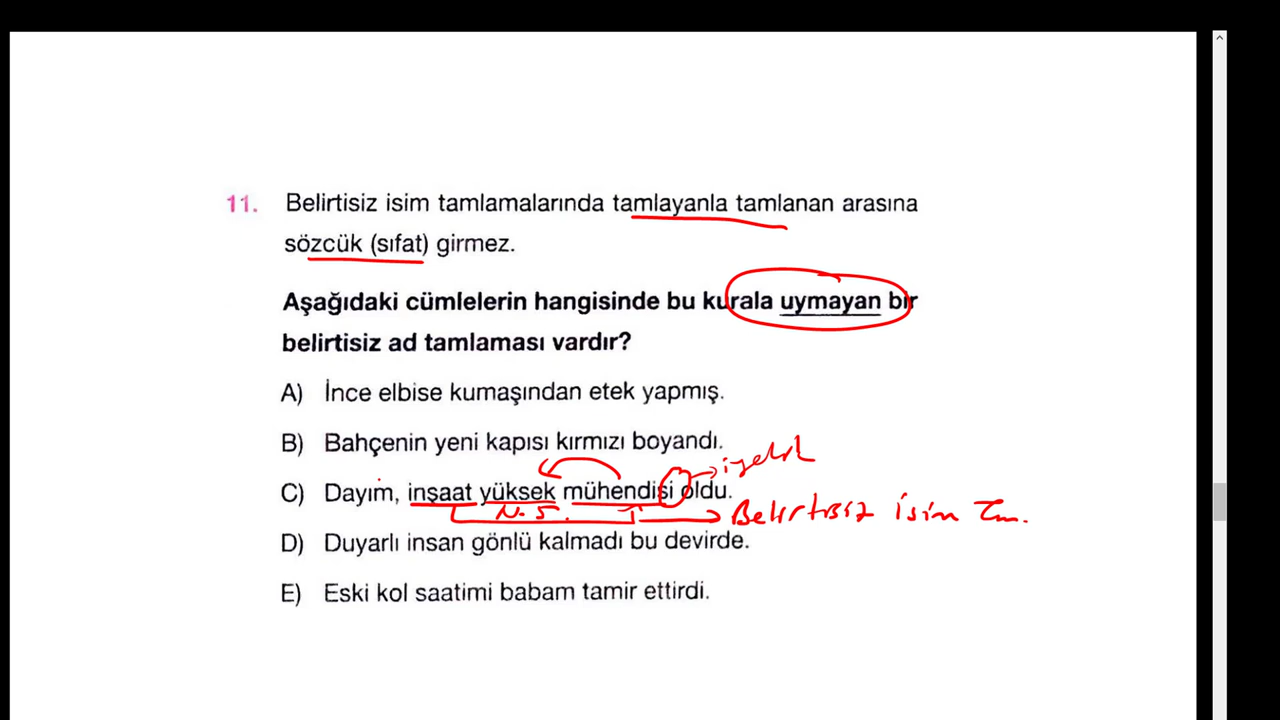 11. Belirtisiz isim tamlamalarında tamlayanla tamlanan arasına
sözcük (sıfat) girmez.
Aşağıdaki cümlelerin hangisinde bu kurala uymayan bir
belirtisiz ad tamlaması vardır?
A) İnce elbise kumaşından etek yapmış.
B) Bahçenin yeni kapısı kırmızı boyandı.
iyelik
C) Dayım, inşaat yüksek mühendisi oldu.
N.S. T Belirtisiz isim Tm.
D) Duyarlı insan gönlü kalmadı bu devirde.
E) Eski kol saatimi babam tamir ettirdi.